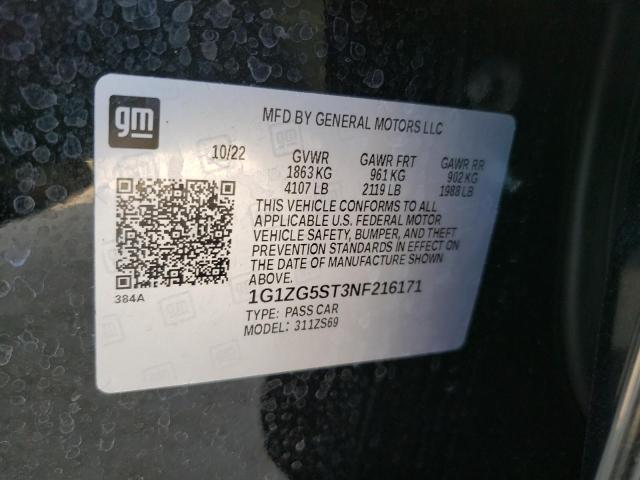 gm
MFD BY GENERAL MOTORS LLC
10/22 GVWR GAWR FRT GAWR RR
1863 KG 961 KG 902 KG
4107 LB 2119 LB 1988 LB
THIS VEHICLE CONFORMS TO ALL
APPLICABLE U.S. FEDERAL MOTOR
VEHICLE SAFETY, BUMPER, AND THEFT
PREVENTION STANDARDS IN EFFECT ON
THE DATE OF MANUFACTURE SHOWN
ABOVE.
384A
1G1ZG5ST3NF216171
TYPE: PASS CAR
MODEL: 311ZS69